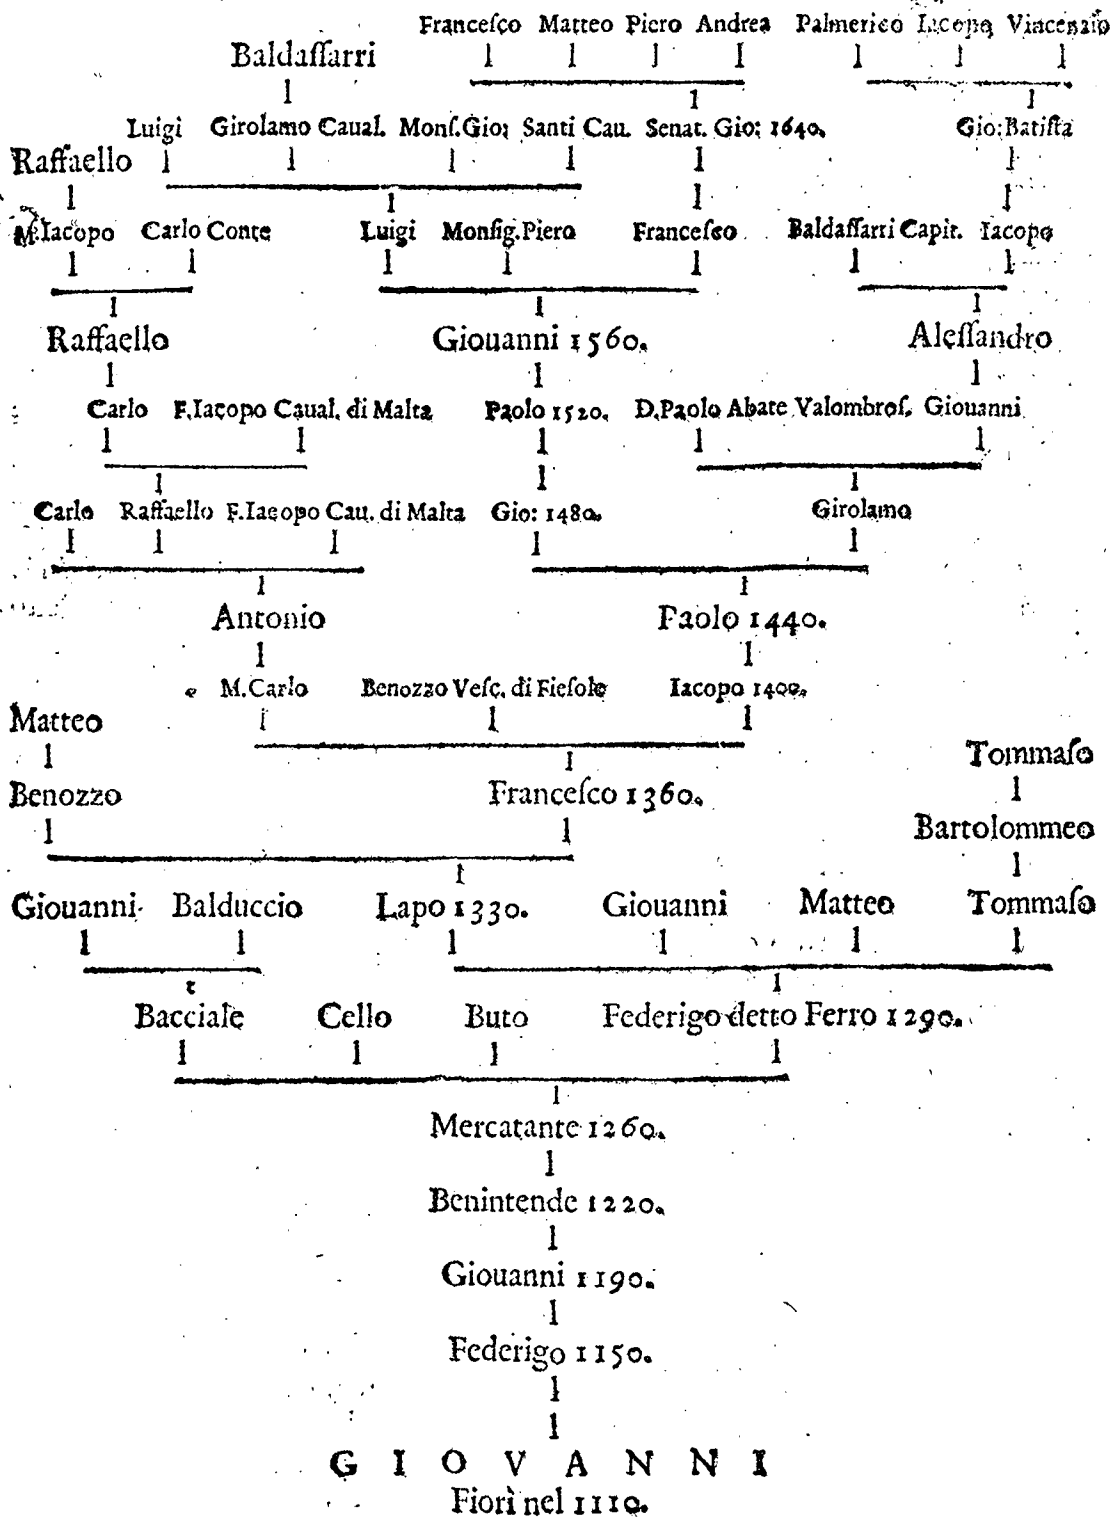 Franceſco Matteo Piero Andrea Palmerico Iacopo Vincenzio
Baldaſſarri
Luigi Girolamo Caual. Monſ.Gio: Santi Cau. Senat. Gio: 1640. Gio:Batiſta
Raffaello
M.Iacopo Carlo Conte Luigi Monſig.Piero Franceſco Baldaſſarri Capit. Iacopo
Raffaello Giouanni 1560. Aleſſandro
Carlo F.Iacopo Caual. di Malta Paolo 1520. D.Paolo Abate Valombroſ. Giouanni
Carlo Raffaello F.Iacopo Cau. di Malta Gio: 1480. Girolamo
Antonio Paolo 1440.
M.Carlo Benozzo Veſc. di Fieſole Iacopo 1400.
Matteo
Tommaſo
Benozzo Franceſco 1360.
Bartolommeo
Giouanni Balduccio Lapo 1330. Giouanni Matteo Tommaſo
Bacciale Cello Buto Federigo detto Ferro 1290.
Mercatante 1260.
Benintende 1220.
Giouanni 1190.
Federigo 1150.
GIOVANNI
Fiorì nel 1110.